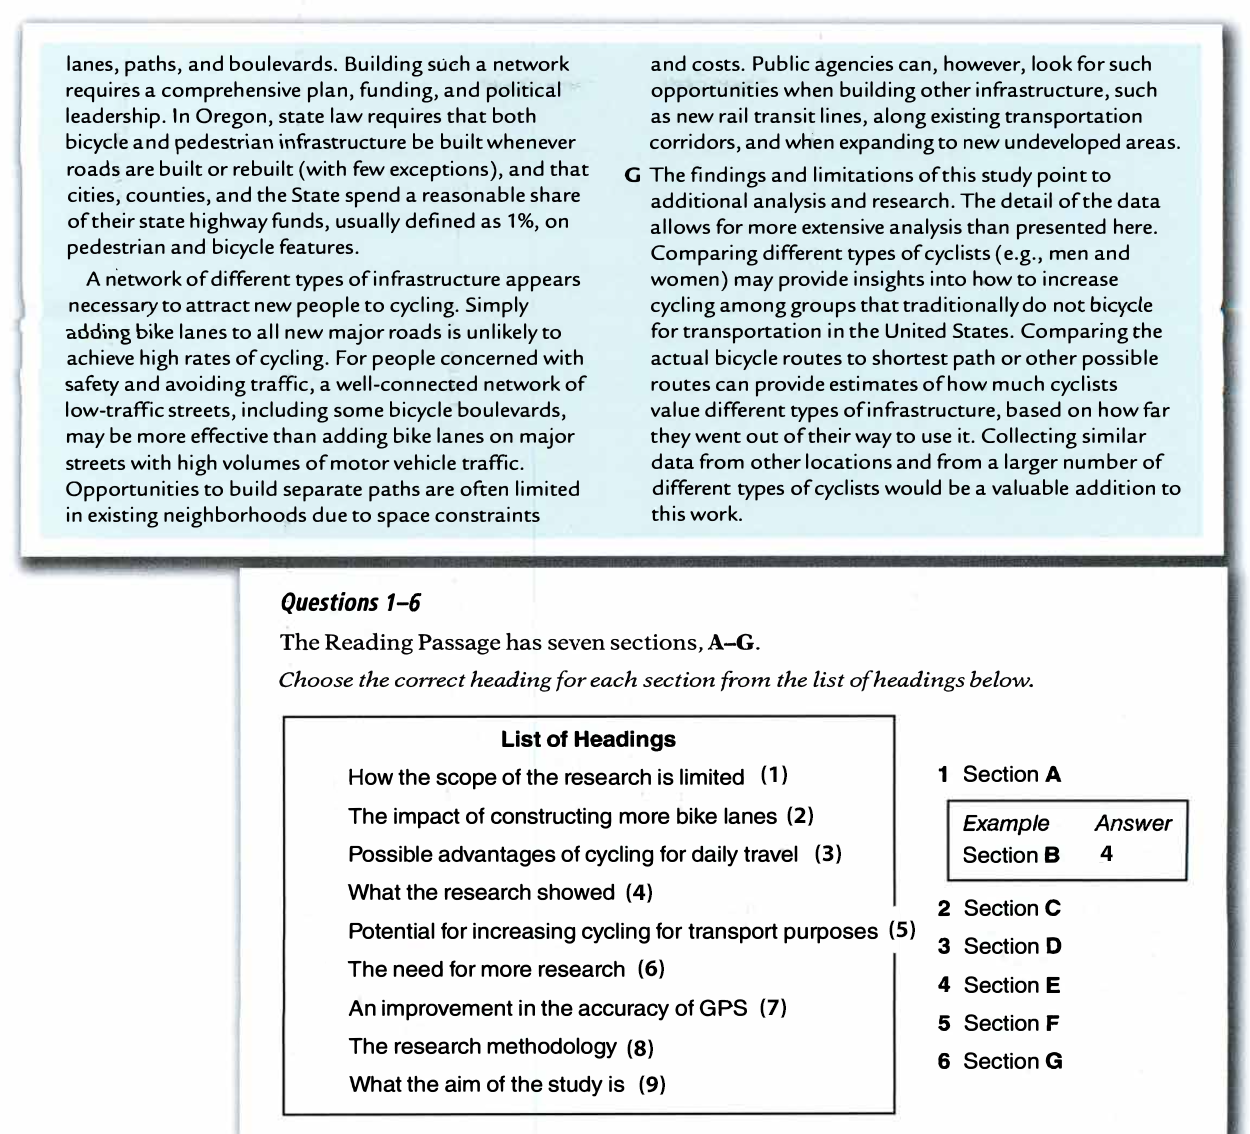 lanes, paths, and boulevards. Building such a network
requires a comprehensive plan, funding, and political
leadership. In Oregon, state law requires that both
bicycle and pedestrian infrastructure be built whenever
roads are built or rebuilt (with few exceptions), and that
cities, counties, and the State spend a reasonable share
of their state highway funds, usually defined as 1%, on
pedestrian and bicycle features.
A network of different types of infrastructure appears
necessary to attract new people to cycling. Simply
adding bike lanes to all new major roads is unlikely to
achieve high rates of cycling. For people concerned with
safety and avoiding traffic, a well-connected network of
low-traffic streets, including some bicycle boulevards,
may be more effective than adding bike lanes on major
streets with high volumes of motor vehicle traffic.
Opportunities to build separate paths are often limited
in existing neighborhoods due to space constraints
and costs. Public agencies can, however, look for such
opportunities when building other infrastructure, such
as new rail transit lines, along existing transportation
corridors, and when expanding to new undeveloped areas.
G The findings and limitations of this study point to
additional analysis and research. The detail of the data
allows for more extensive analysis than presented here.
Comparing different types of cyclists (e.g., men and
women) may provide insights into how to increase
cycling among groups that traditionally do not bicycle
for transportation in the United States. Comparing the
actual bicycle routes to shortest path or other possible
routes can provide estimates of how much cyclists
value different types of infrastructure, based on how far
they went out of their way to use it. Collecting similar
data from other locations and from a larger number of
different types of cyclists would be a valuable addition to
this work.
Questions 1–6
The Reading Passage has seven sections, A–G.
Choose the correct heading for each section from the list of headings below.
List of Headings
How the scope of the research is limited (1)
The impact of constructing more bike lanes (2)
Possible advantages of cycling for daily travel (3)
What the research showed (4)
Potential for increasing cycling for transport purposes (5)
The need for more research (6)
An improvement in the accuracy of GPS (7)
The research methodology (8)
What the aim of the study is (9)
1 Section A
Example Answer
Section B 4
2 Section C
3 Section D
4 Section E
5 Section F
6 Section G